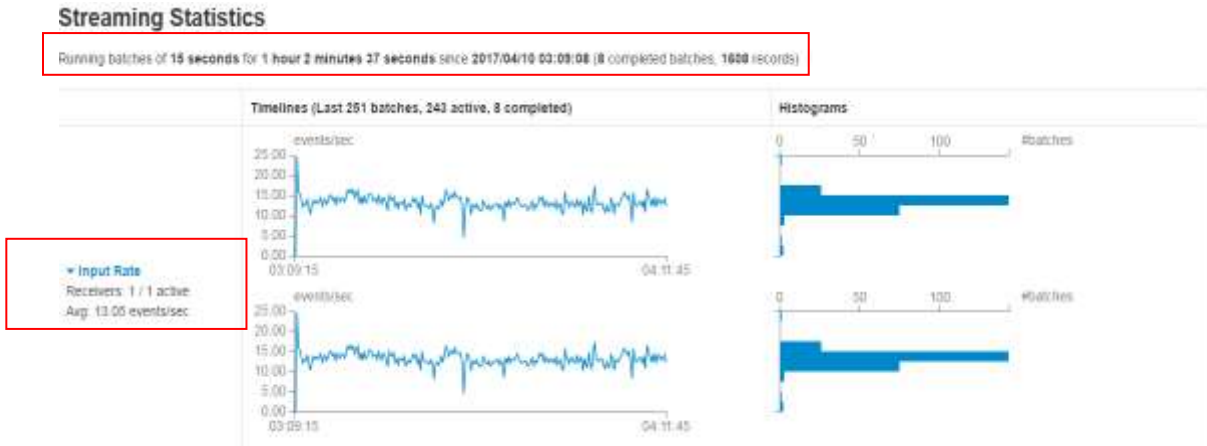 Streaming Statistics
Running batches of 15 seconds for 1 hour 2 minutes 37 seconds since 2017/04/10 03:09:08 (8 completed batches, 1608 records)
Timelines (Last 251 batches, 243 active, 8 completed)
Histograms
events/sec
25.00
20.00
15.00
10.00
5.00
0.00
03:09:15
04:11:45
0
50
100
#batches
Input Rate
Receivers: 1 / 1 active
Avg: 13.05 events/sec
events/sec
25.00
20.00
15.00
10.00
5.00
0.00
03:09:15
04:11:45
0
50
100
#batches